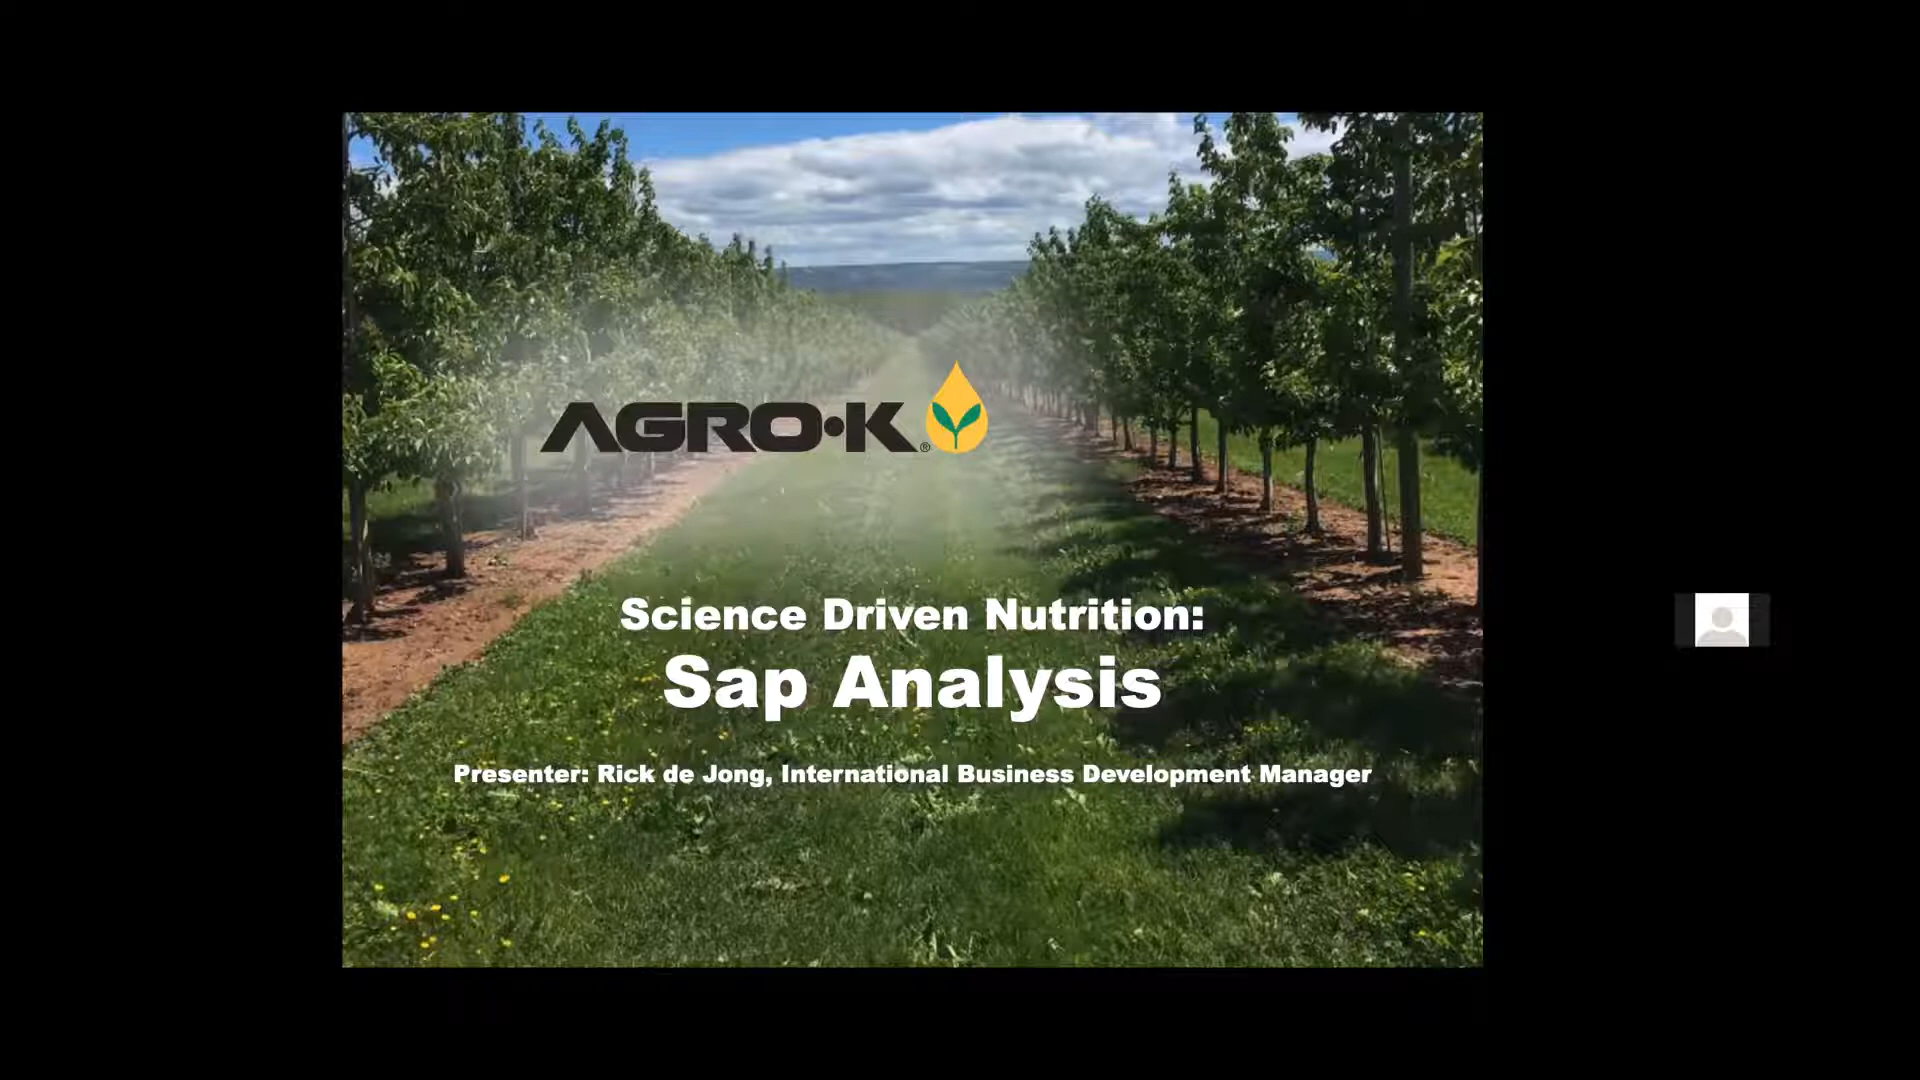 AGRO•K®
Science Driven Nutrition:
Sap Analysis
Presenter: Rick de Jong, International Business Development Manager